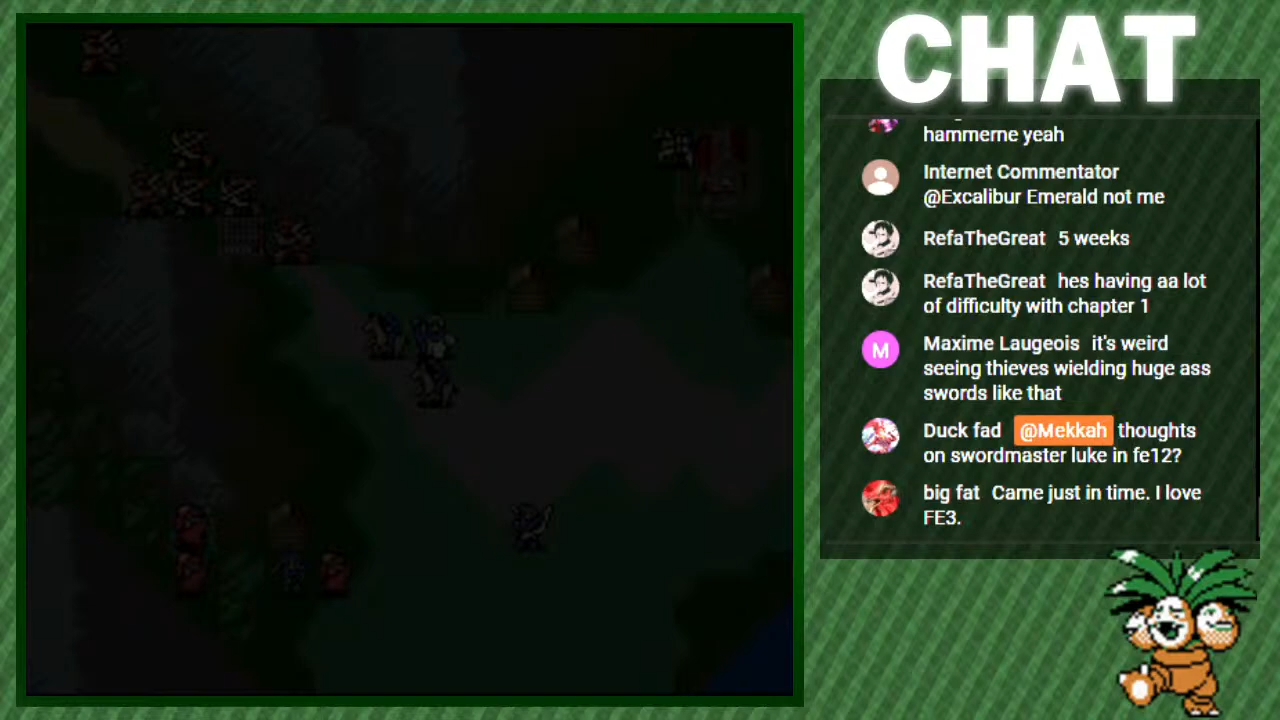 CHAT
hammerne yeah
Internet Commentator
@Excalibur Emerald not me
RefaTheGreat 5 weeks
RefaTheGreat hes having aa lot
of difficulty with chapter 1
M
Maxime Laugeois it's weird
seeing thieves wielding huge ass
swords like that
Duck fad @Mekkah thoughts
on swordmaster luke in fe12?
big fat Came just in time. I love
FE3.